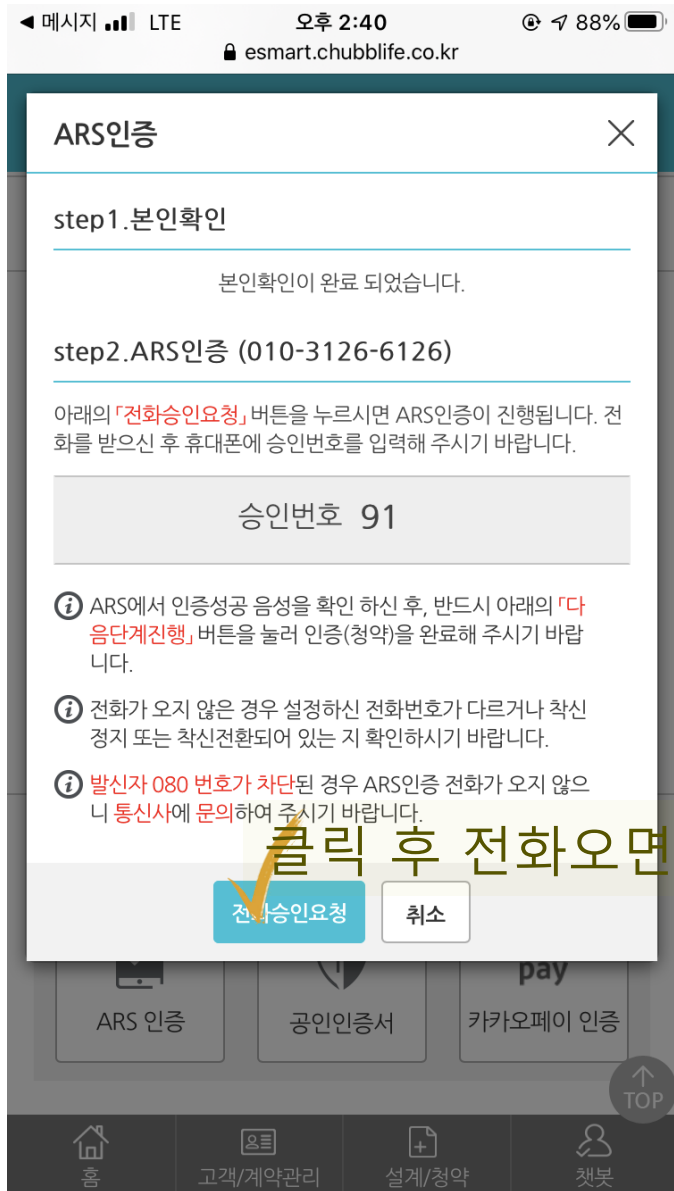 메시지 LTE 오후 2:40 88%
esmart.chubblife.co.kr
ARS인증
step1.본인확인
본인확인이 완료 되었습니다.
step2.ARS인증 (010-3126-6126)
아래의 「전화승인요청」 버튼을 누르시면 ARS인증이 진행됩니다. 전
화를 받으신 후 휴대폰에 승인번호를 입력해 주시기 바랍니다.
승인번호 91
ARS에서 인증성공 음성을 확인 하신 후, 반드시 아래의 「다
음단계진행」 버튼을 눌러 인증(청약)을 완료해 주시기 바랍
니다.
전화가 오지 않은 경우 설정하신 전화번호가 다르거나 착신
정지 또는 착신전환되어 있는 지 확인하시기 바랍니다.
발신자 080 번호가 차단된 경우 ARS인증 전화가 오지 않으
니 통신사에 문의하여 주시기 바랍니다.
클릭 후 전화오면
전화승인요청 취소
pay
ARS 인증 공인인증서 카카오페이 인증
TOP
홈 고객/계약관리 설계/청약 챗봇